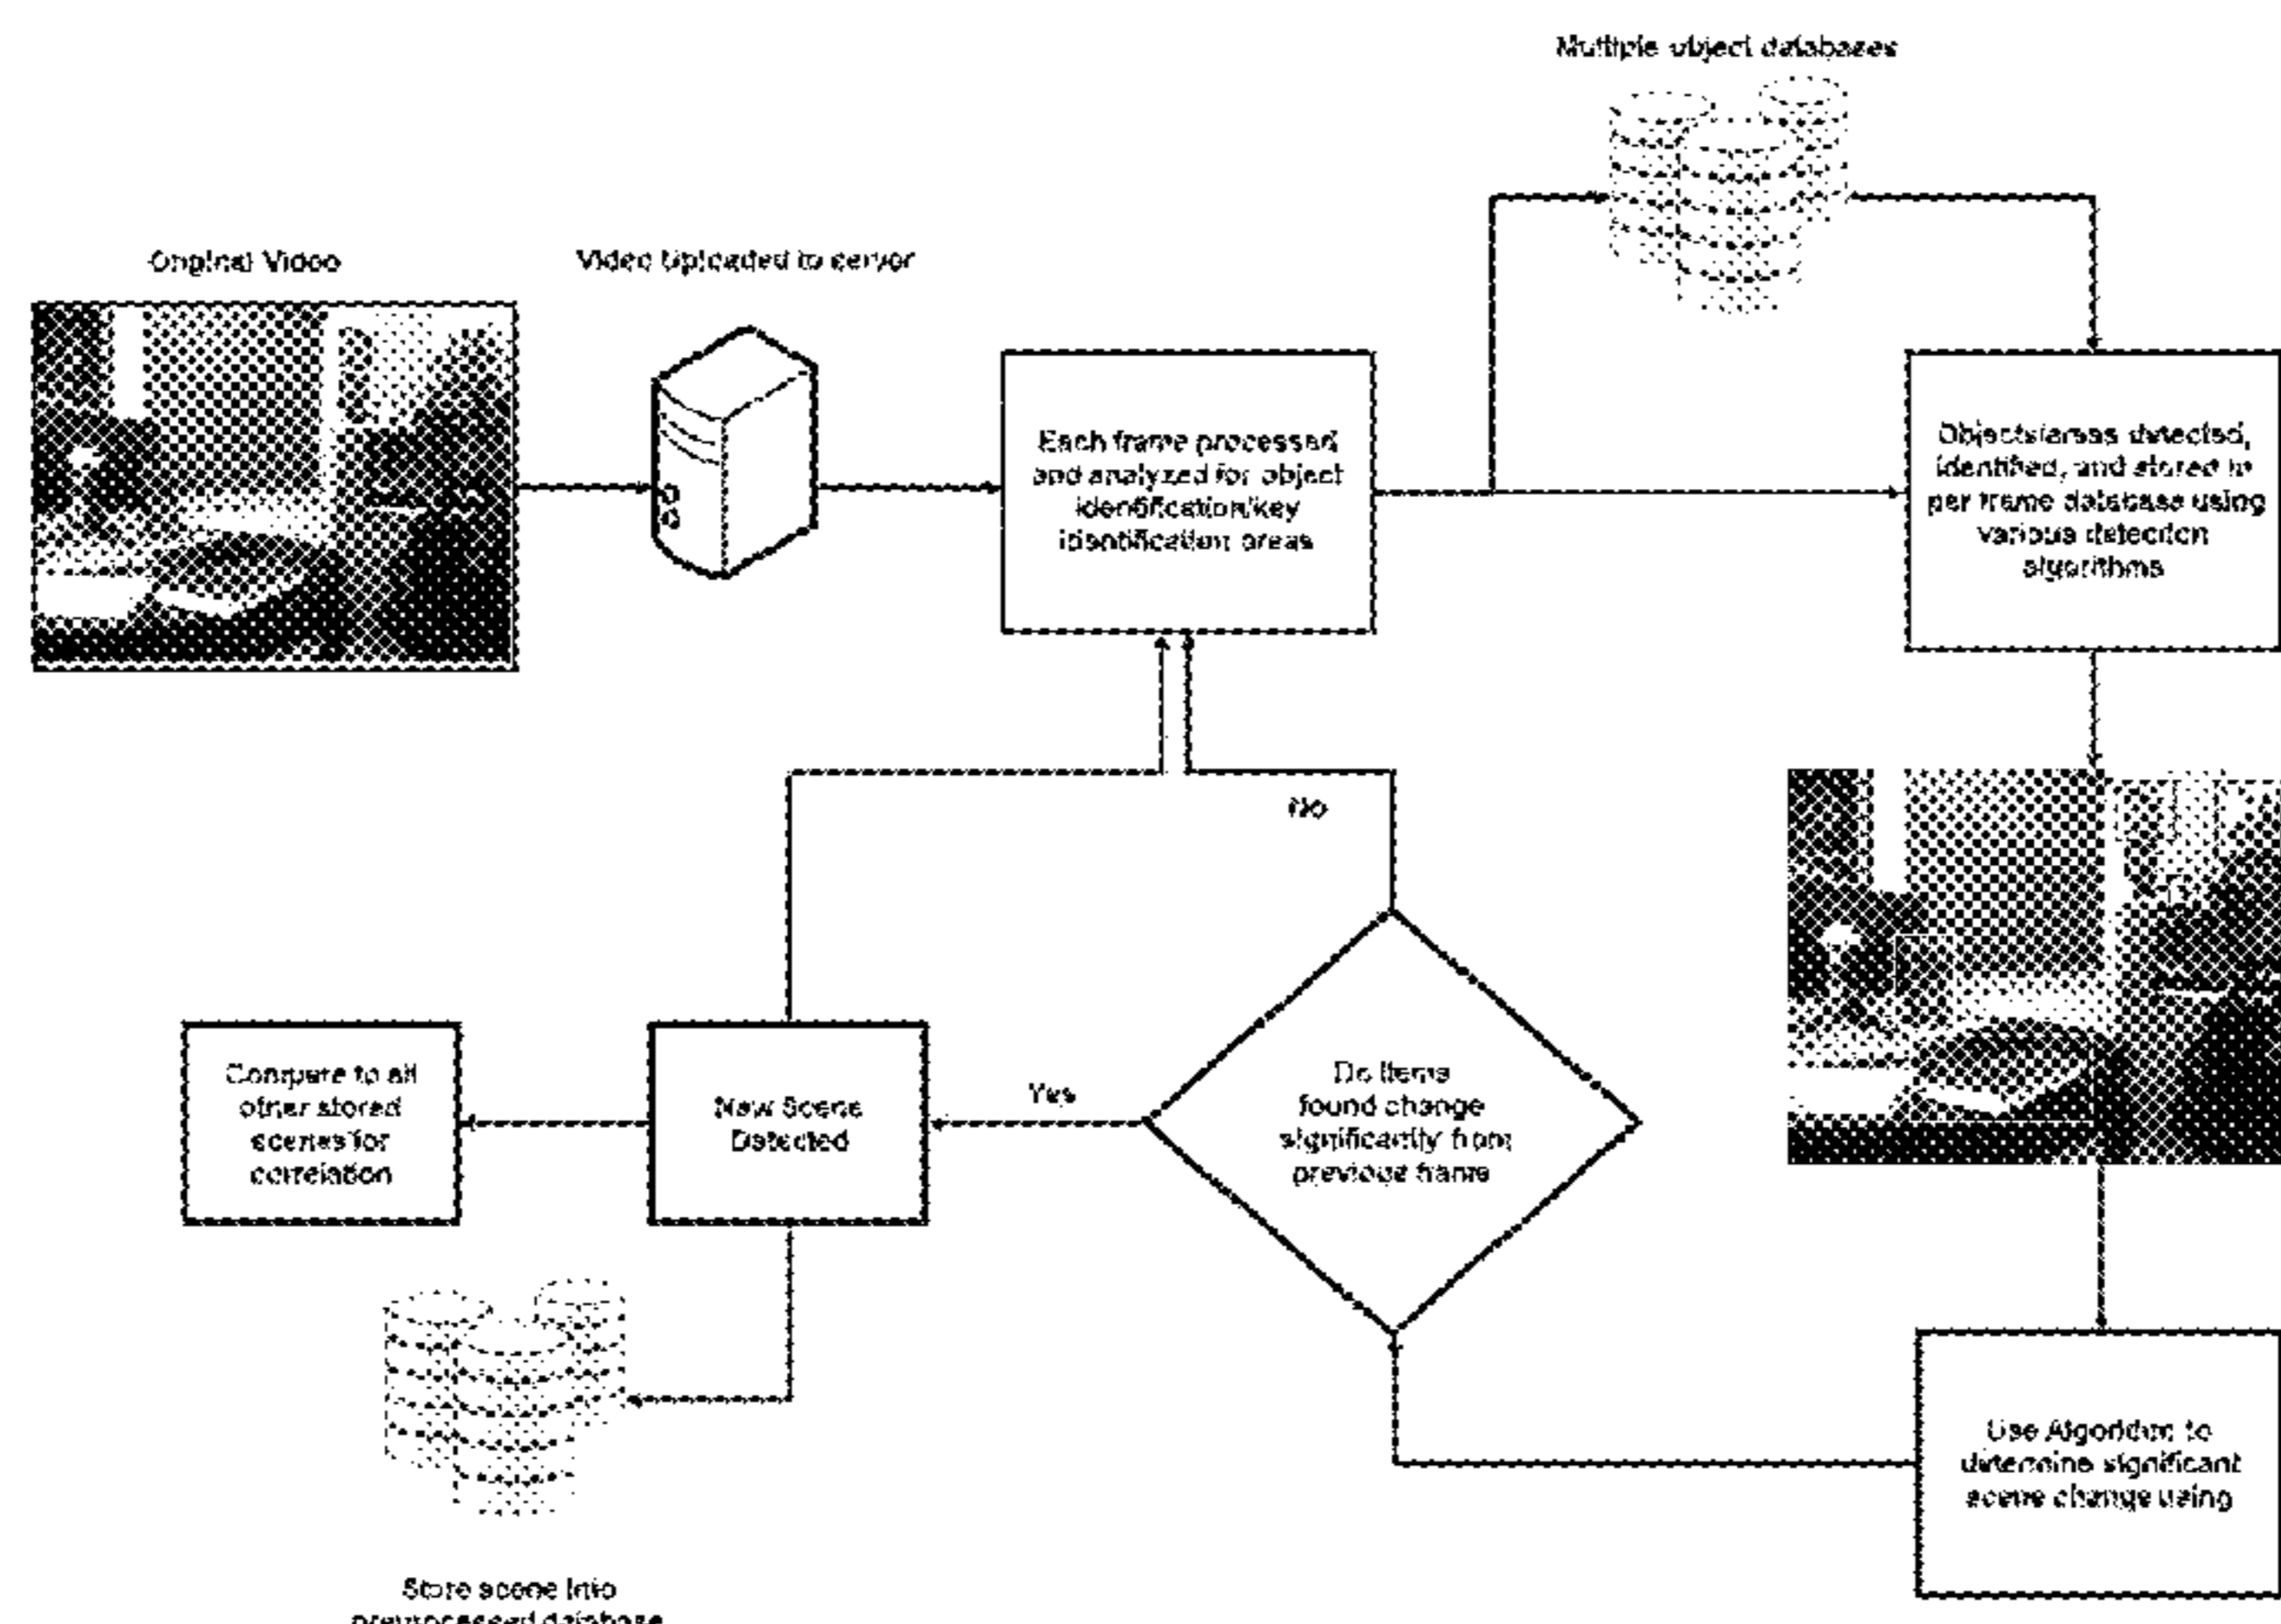 Multiple object databases
Original Video
Video Uploaded to server
Each frame processed
and analyzed for object
identification/key
identification areas
Objects/areas detected,
identified, and stored in
per frame database using
various detection
algorithms
No
Do items
found change
significantly from
previous frame
Yes
New Scene
Detected
Compare to all
other stored
scenes for
correlation
Use Algorithm to
determine significant
scene change using
Store scene into
preprocessed database